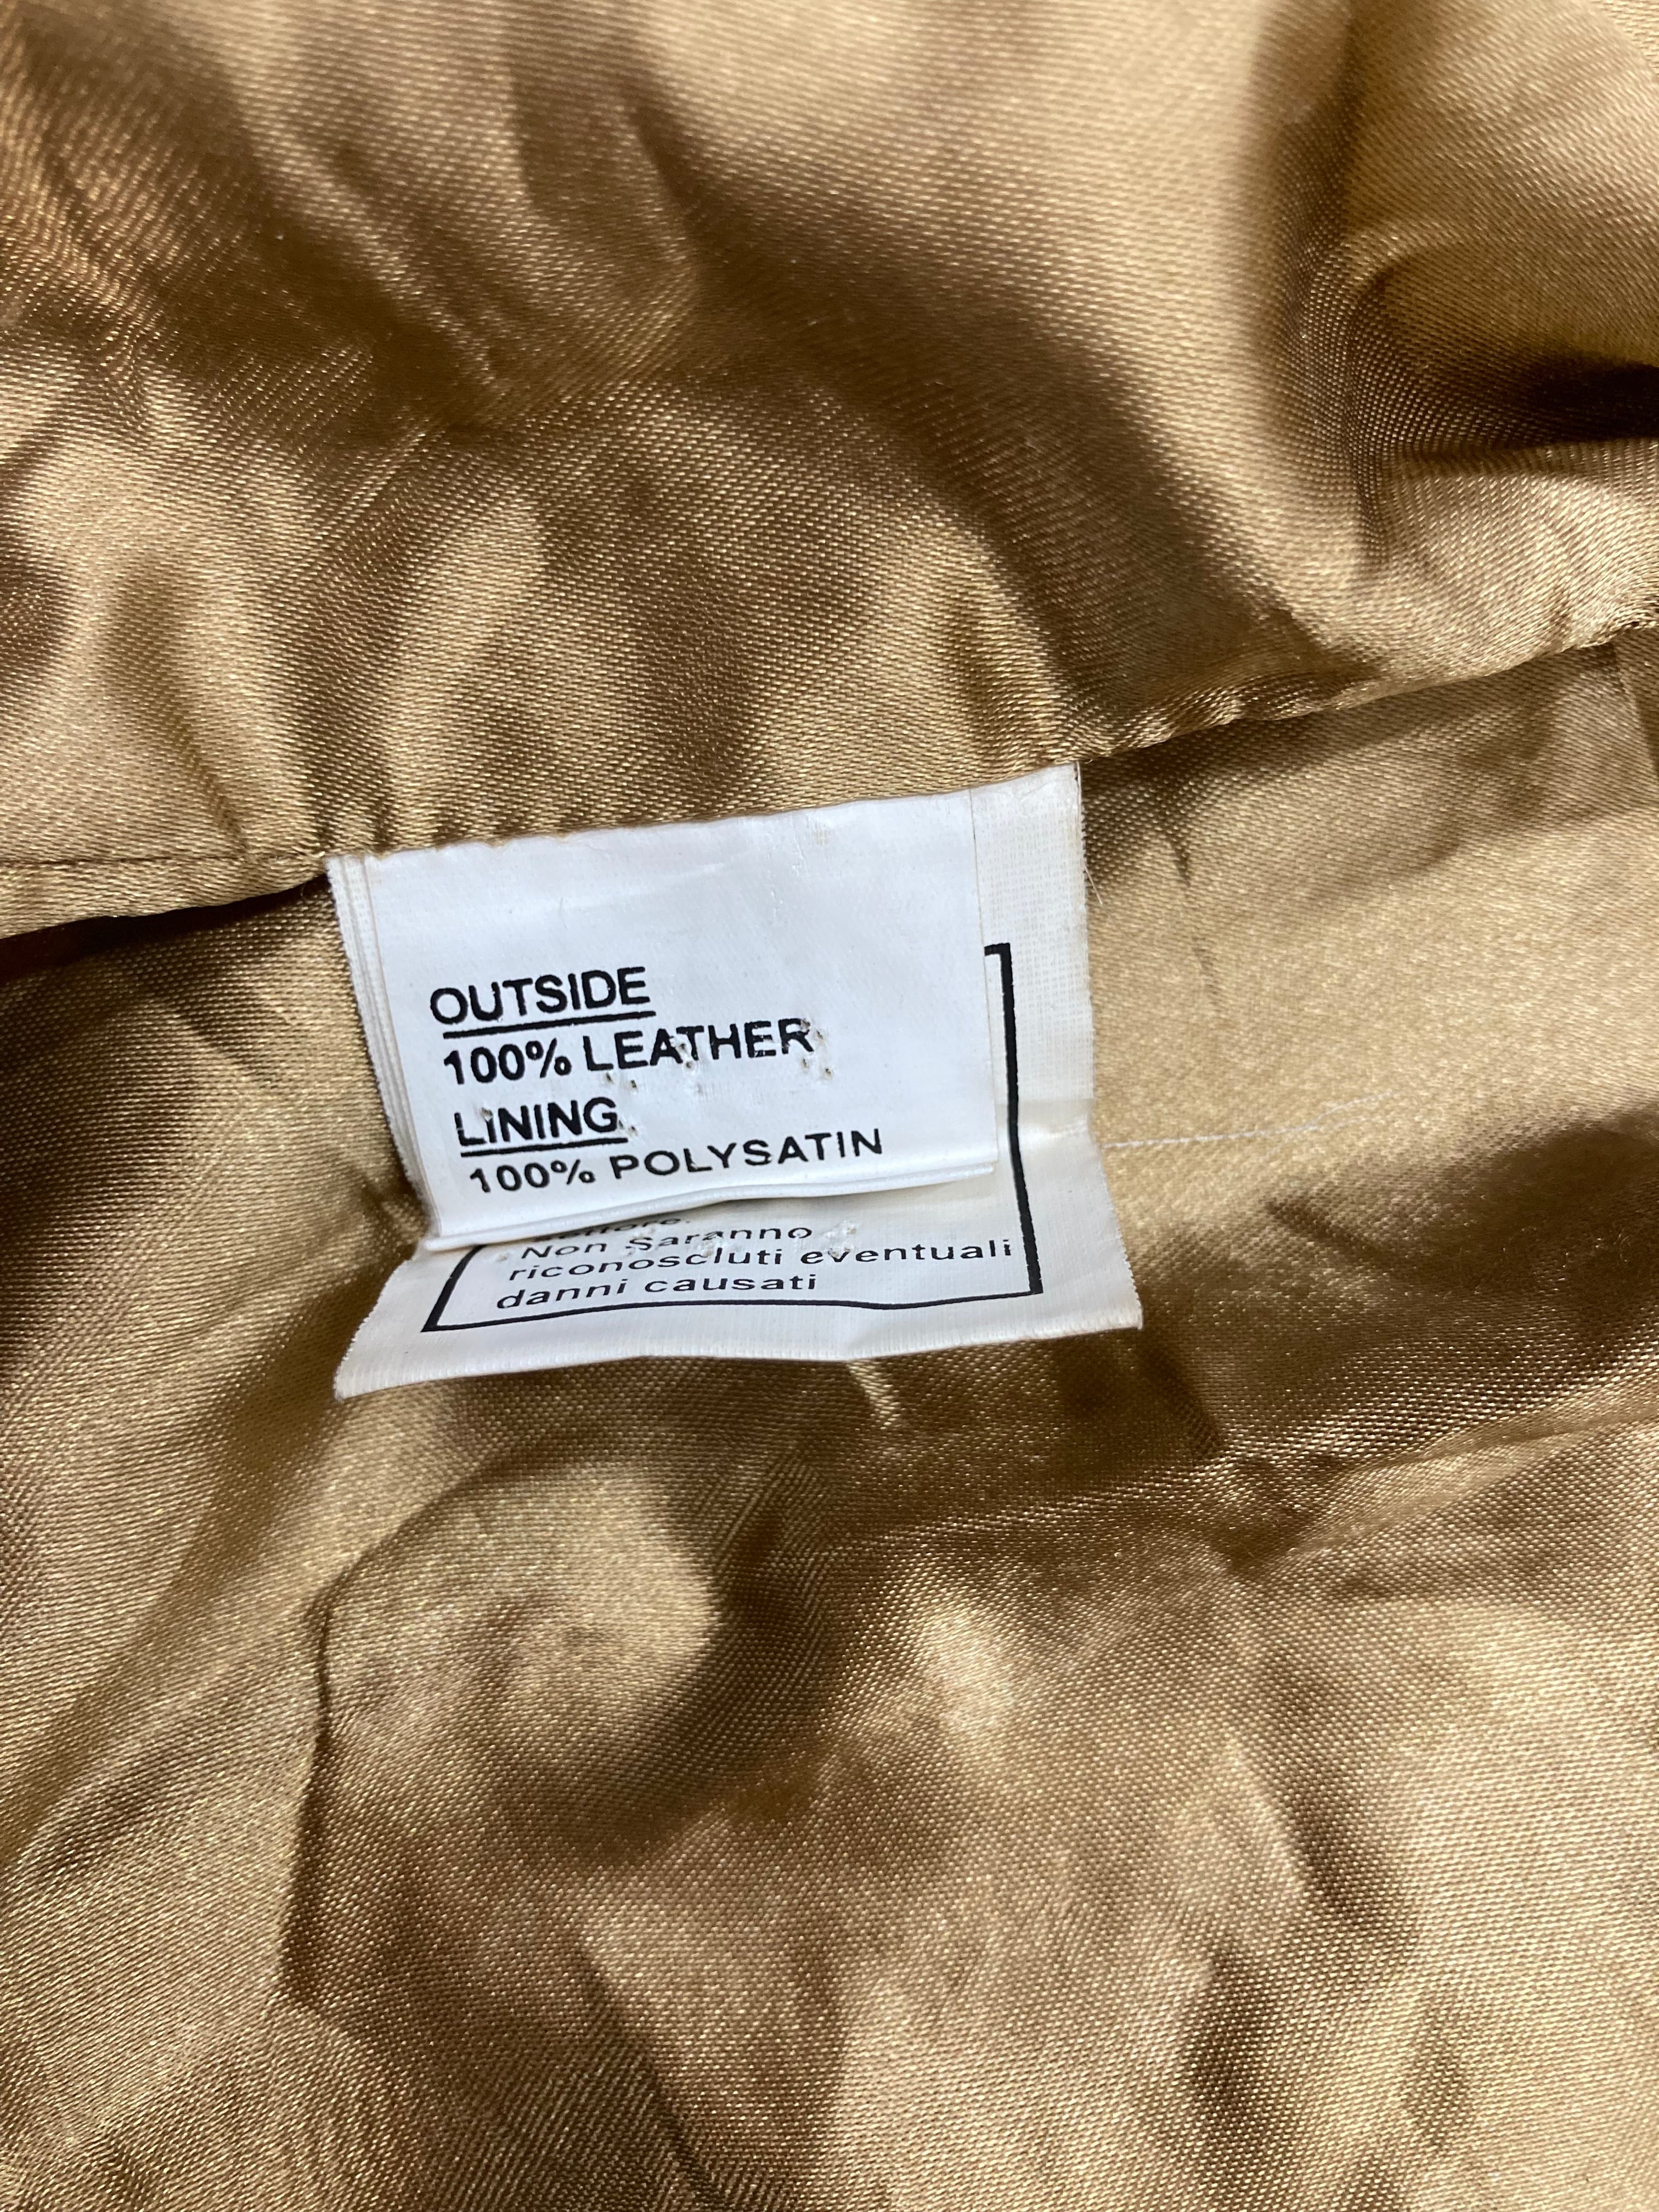 OUTSIDE
100% LEATHER
LINING
100% POLYSATIN
Non saranno
riconosciuti eventuali
danni causati